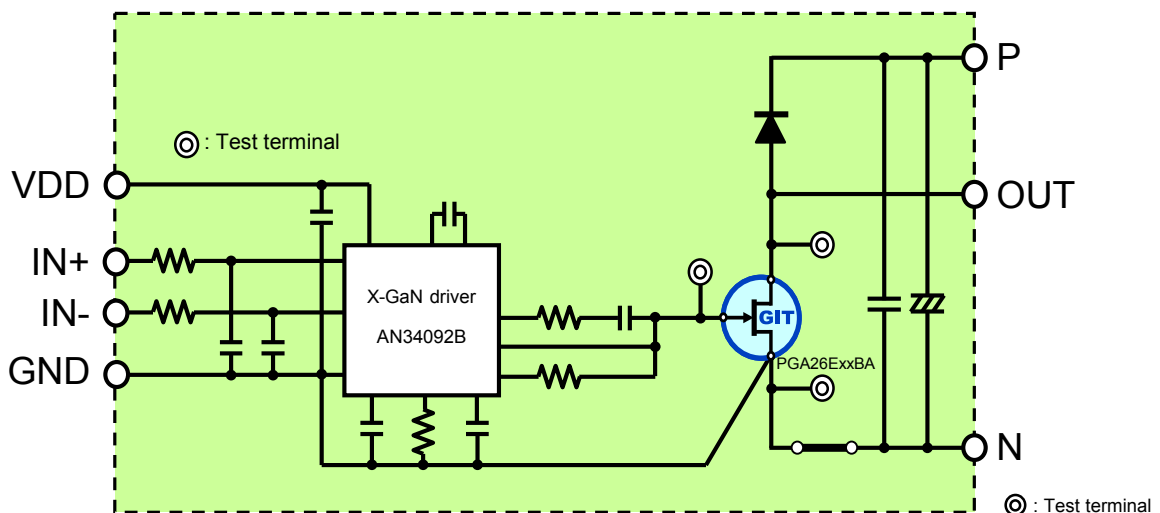 P
: Test terminal
VDD
OUT
IN+
X-GaN driver
IN-
GIT
AN34092B
GND
PGA26ExxBA
N
: Test terminal